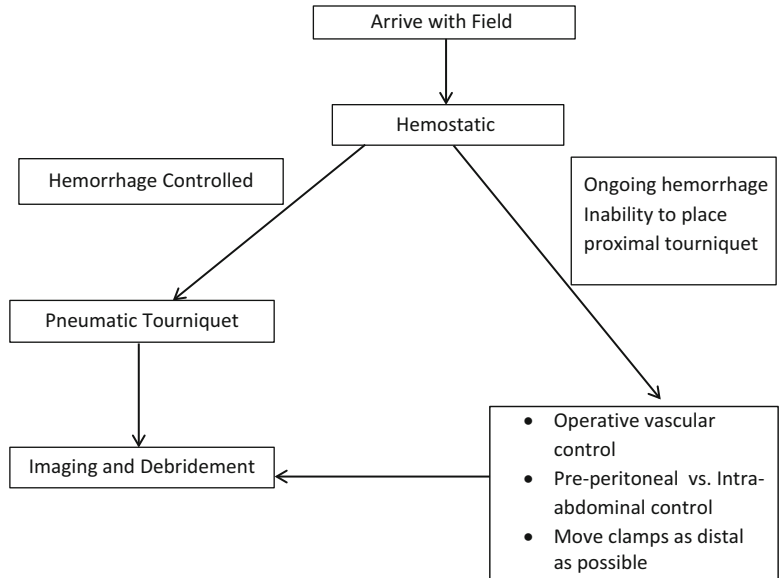 Arrive with Field
Hemostatic
Hemorrhage Controlled
Ongoing hemorrhage
Inability to place
proximal tourniquet
Pneumatic Tourniquet
Imaging and Debridement
• Operative vascular
control
• Pre-peritoneal vs. Intra-
abdominal control
• Move clamps as distal
as possible